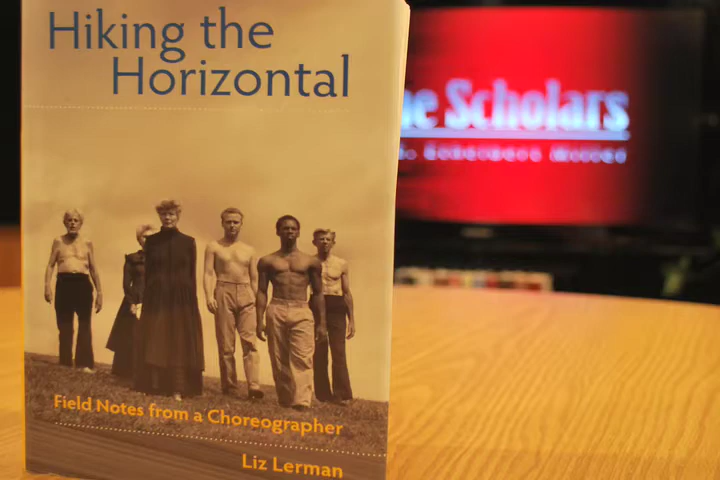 Hiking the
Horizontal
Field Notes from a Choreographer
Liz Lerman
he Scholars